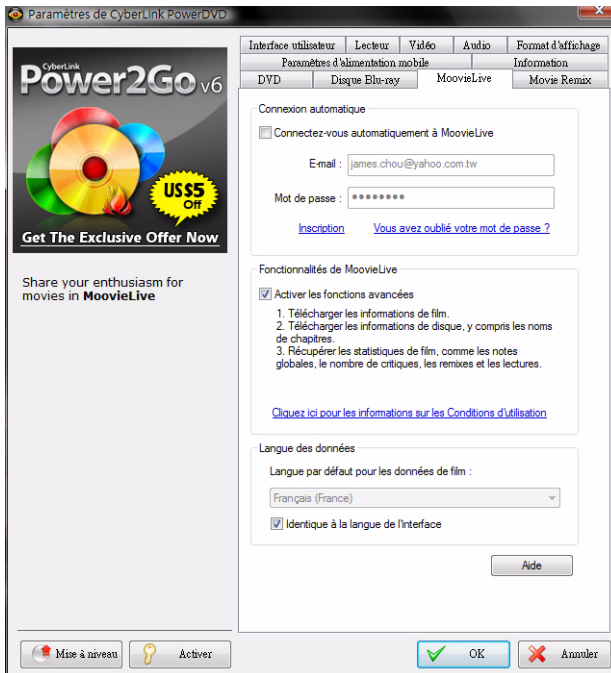 Paramètres de CyberLink PowerDVD
CyberLink
Power2Go v6
US$5
Off
Get The Exclusive Offer Now
Share your enthusiasm for
movies in MoovieLive
Interface utilisateur
Lecteur
Vidéo
Audio
Format d'affichage
Paramètres d'alimentation mobile
Information
DVD
Disque Blu-ray
MoovieLive
Movie Remix
Connexion automatique
Connectez-vous automatiquement à MoovieLive
E-mail : james.chou@yahoo.com.tw
Mot de passe : ••••••••
Inscription
Vous avez oublié votre mot de passe ?
Fonctionnalités de MoovieLive
Activer les fonctions avancées
1. Télécharger les informations de film.
2. Télécharger les informations de disque, y compris les noms
de chapitres.
3. Récupérer les statistiques de film, comme les notes
globales, le nombre de critiques, les remixes et les lectures.
Cliquez ici pour les informations sur les Conditions d'utilisation
Langue des données
Langue par défaut pour les données de film :
Français (France)
Identique à la langue de l'interface
Aide
Mise à niveau
Activer
OK
Annuler